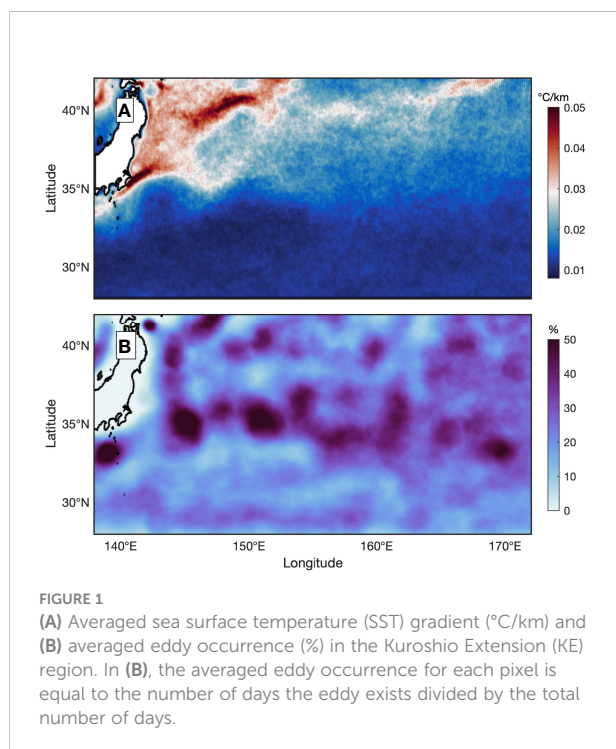 A
°C/km
0.05
0.04
0.03
0.02
0.01
40°N
35°N
30°N
Latitude
B
%
50
40
30
20
10
0
40°N
35°N
30°N
Latitude
140°E 150°E 160°E 170°E
Longitude
FIGURE 1
(A) Averaged sea surface temperature (SST) gradient (°C/km) and
(B) averaged eddy occurrence (%) in the Kuroshio Extension (KE)
region. In (B), the averaged eddy occurrence for each pixel is
equal to the number of days the eddy exists divided by the total
number of days.